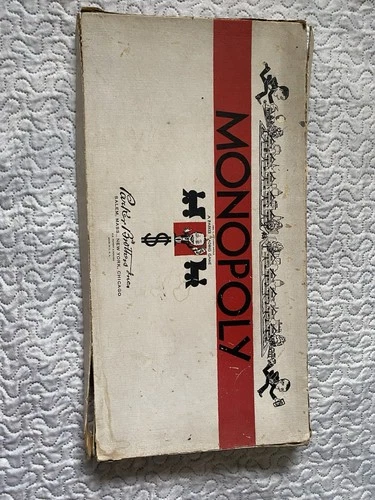 MONOPOLY
$
Parker Brothers Inc.
SALEM, MASS. NEW YORK, CHICAGO